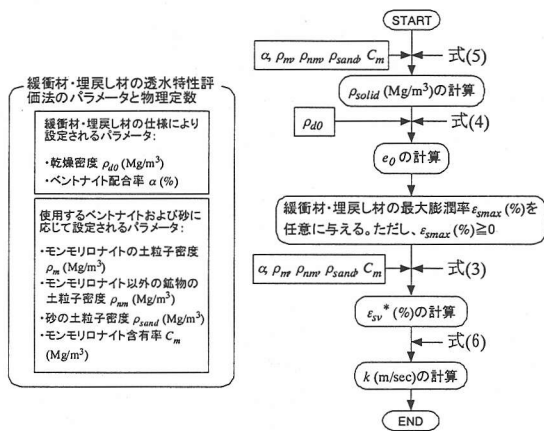 緩衝材・埋戻し材の透水特性評
価法のパラメータと物理定数
緩衝材・埋戻し材の仕様により
設定されるパラメータ:
・乾燥密度 ρd0 (Mg/m³)
・ベントナイト配合率 α (%)
使用するベントナイトおよび砂に
応じて設定されるパラメータ:
・モンモリロナイトの土粒子密度
ρm (Mg/m³)
・モンモリロナイト以外の鉱物の
土粒子密度 ρnm (Mg/m³)
・砂の土粒子密度 ρsand (Mg/m³)
・モンモリロナイト含有率 Cm
(Mg/m³)
START
α, ρm, ρnm, ρsand, Cm
式(5)
ρsolid (Mg/m³)の計算
ρd0
式(4)
e0 の計算
緩衝材・埋戻し材の最大膨潤率εsmax (%)を
任意に与える。ただし、εsmax (%)≧0
α, ρm, ρnm, ρsand, Cm
式(3)
εsv* (%)の計算
式(6)
k (m/sec)の計算
END